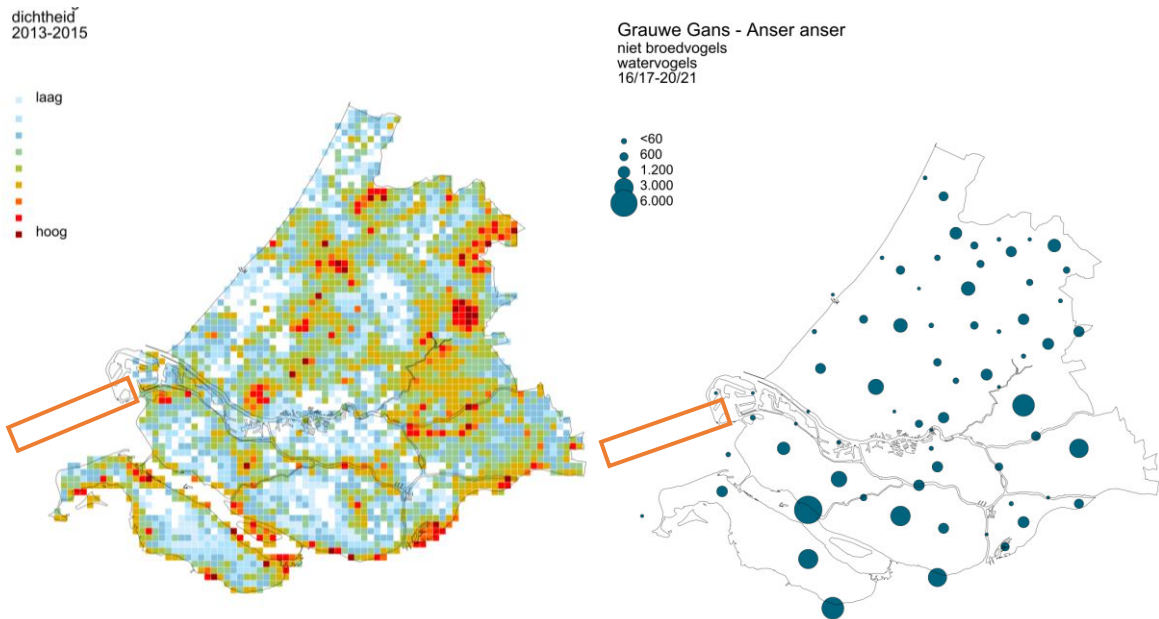 dichtheid
2013-2015
laag
hoog
Grauwe Gans - Anser anser
niet broedvogels
watervogels
16/17-20/21
<60
600
1.200
3.000
6.000